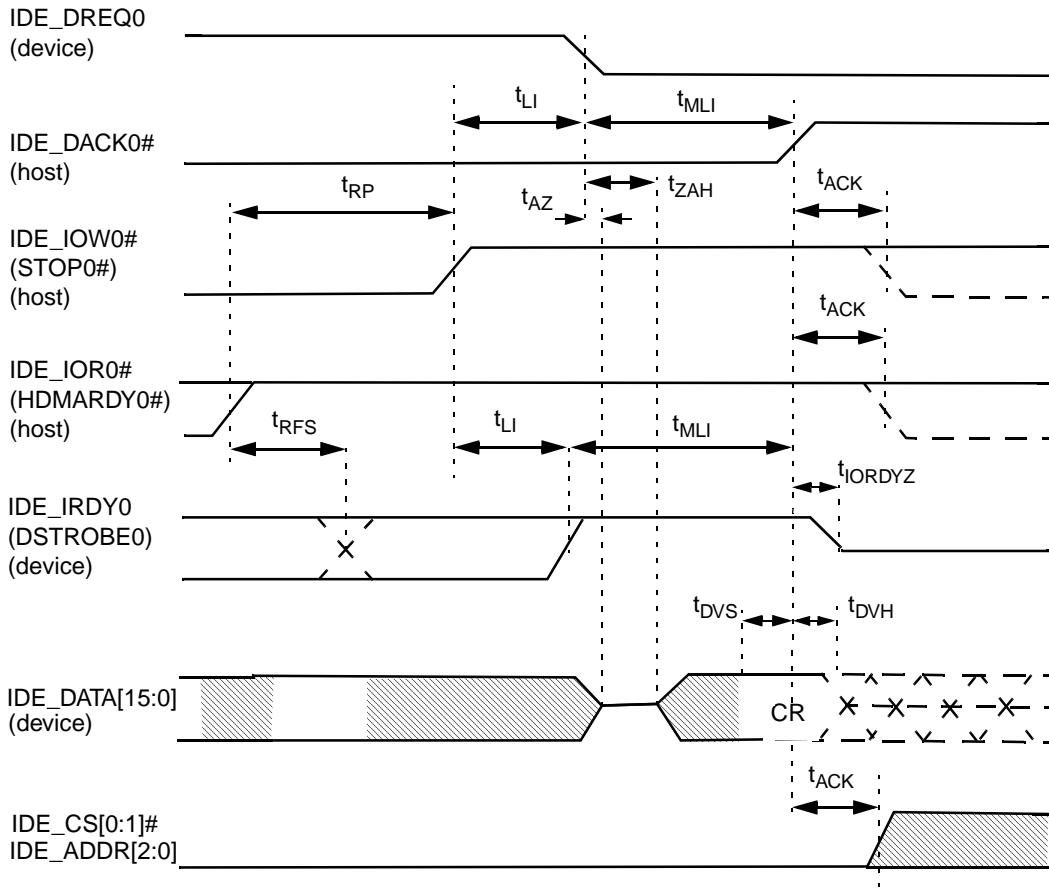 IDE_DREQ0
(device)
tLI
tMLI
IDE_DACK0#
(host)
tRP
tAZ
tZAH
tACK
IDE_IOW0#
(STOP0#)
(host)
tACK
IDE_IOR0#
(HDMARDY0#)
(host)
tRFS
tLI
tMLI
tIORDYZ
IDE_IRDY0
(DSTROBE0)
(device)
tDVS
tDVH
IDE_DATA[15:0]
(device)
CR
tACK
IDE_CS[0:1]#
IDE_ADDR[2:0]